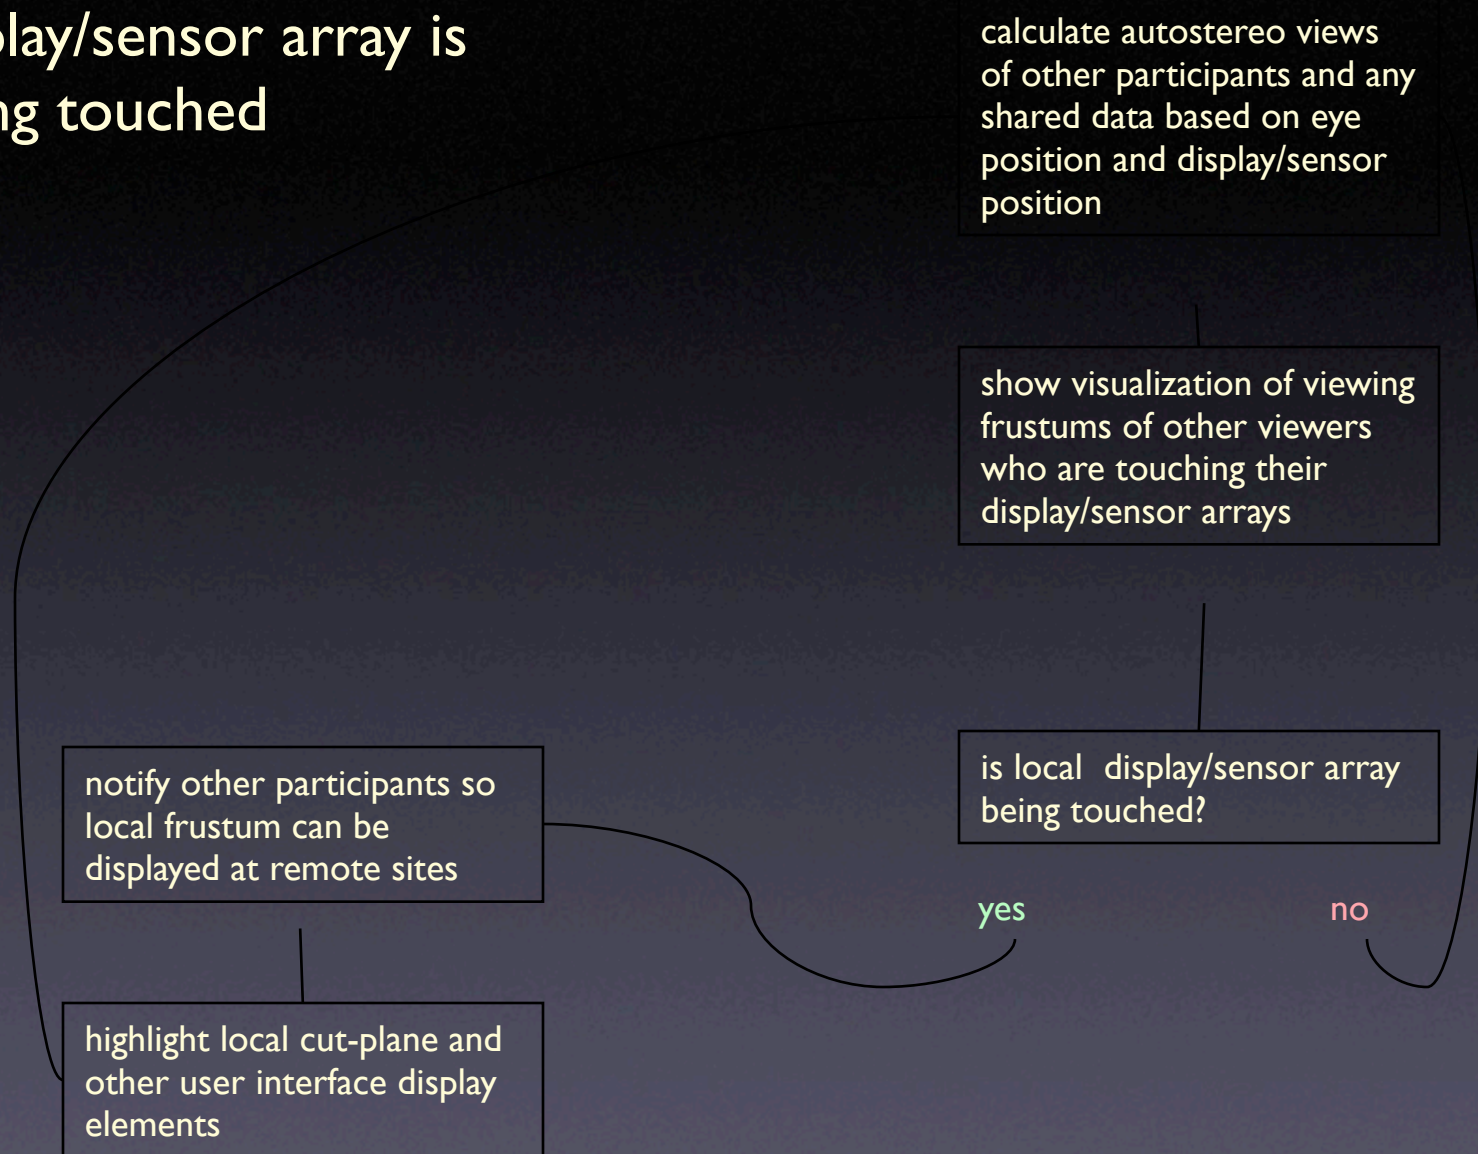 play/sensor array is
ng touched
calculate autostereo views
of other participants and any
shared data based on eye
position and display/sensor
position
show visualization of viewing
frustums of other viewers
who are touching their
display/sensor arrays
is local display/sensor array
being touched?
yes
no
notify other participants so
local frustum can be
displayed at remote sites
highlight local cut-plane and
other user interface display
elements